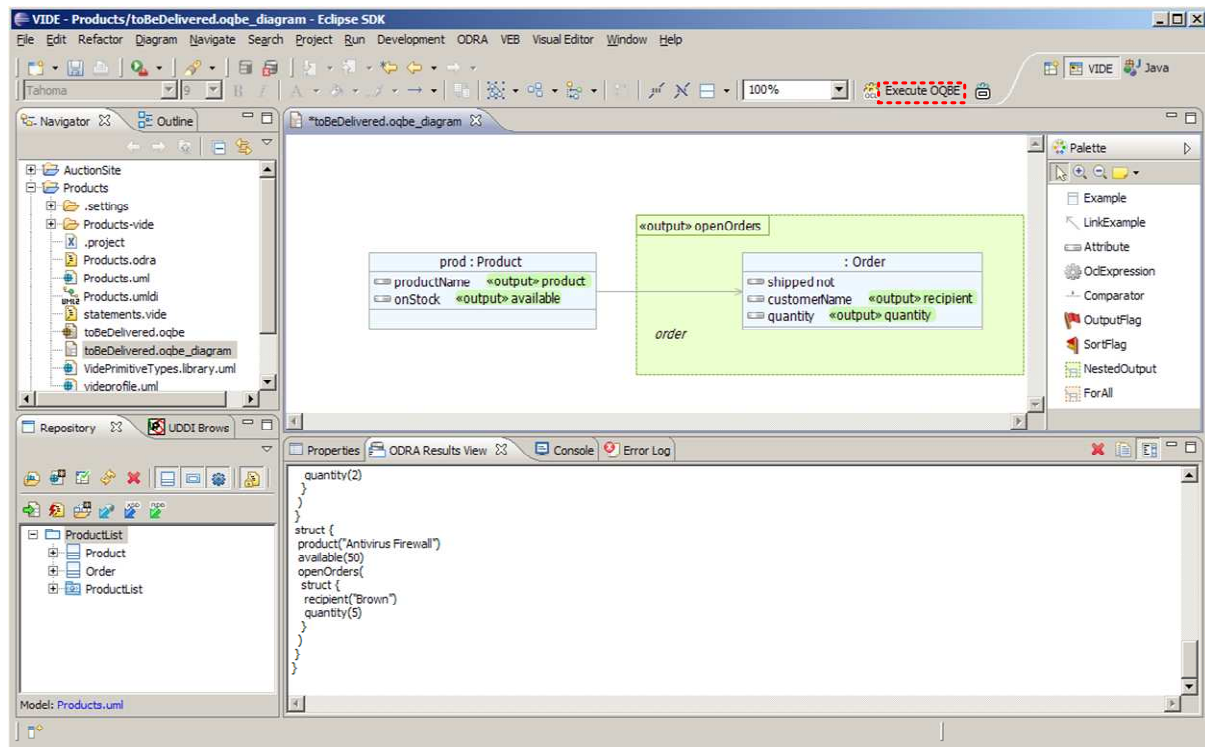 VIDE - Products/toBeDelivered.oqbe_diagram - Eclipse SDK
File Edit Refactor Diagram Navigate Search Project Run Development ODRA VEB Visual Editor Window Help
VIDE Java
Tahoma 9 B I A 100% OCL Execute OQBE
Navigator Outline
*toBeDelivered.oqbe_diagram
AuctionSite
Products
.settings
Products-vide
.project
Products.odra
Products.uml
Products.umldi
statements.vide
toBeDelivered.oqbe
toBeDelivered.oqbe_diagram
VidePrimitiveTypes.library.uml
videprofile.uml
«output» openOrders
prod : Product
productName «output» product
onStock «output» available
: Order
shipped not
customerName «output» recipient
quantity «output» quantity
order
Palette
Example
LinkExample
Attribute
OclExpression
Comparator
OutputFlag
SortFlag
NestedOutput
ForAll
Repository UDDI Brows
ProductList
Product
Order
ProductList
Model: Products.uml
Properties ODRA Results View Console Error Log
quantity(2)
}
)
}
struct {
product("Antivirus Firewall")
available(50)
openOrders(
struct {
recipient("Brown")
quantity(5)
}
)
}
}